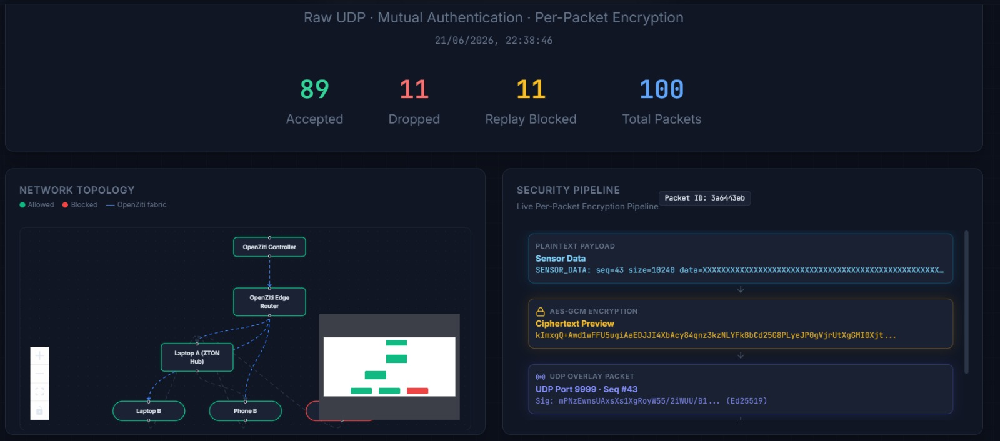 Raw UDP · Mutual Authentication · Per-Packet Encryption
21/06/2026, 22:38:46
89
Accepted
11
Dropped
11
Replay Blocked
100
Total Packets
NETWORK TOPOLOGY
Allowed
Blocked
OpenZiti fabric
OpenZiti Controller
OpenZiti Edge
Router
Laptop A (ZTON
Hub)
Laptop B
Phone B
SECURITY PIPELINE
Live Per-Packet Encryption Pipeline
Packet ID: 3a6443eb
PLAINTEXT PAYLOAD
Sensor Data
SENSOR_DATA: seq=43 size=10240 data=XXXXXXXXXXXXXXXXXXXXXXXXXXXXXXXXXXXXXXXXXXXXXXXXXXX…
AES-GCM ENCRYPTION
Ciphertext Preview
kImxgQ+Awd1wFFU5ugiAaEDJJI4XbAcy84qnz3kzNLYFkBbCd25G8PLyeJP0gVjrUtXgGMI0Xjt...
UDP OVERLAY PACKET
UDP Port 9999 · Seq #43
Sig: mPNzEwnsUAxsXs1XgRoyW55/2iWUU/B1... (Ed25519)